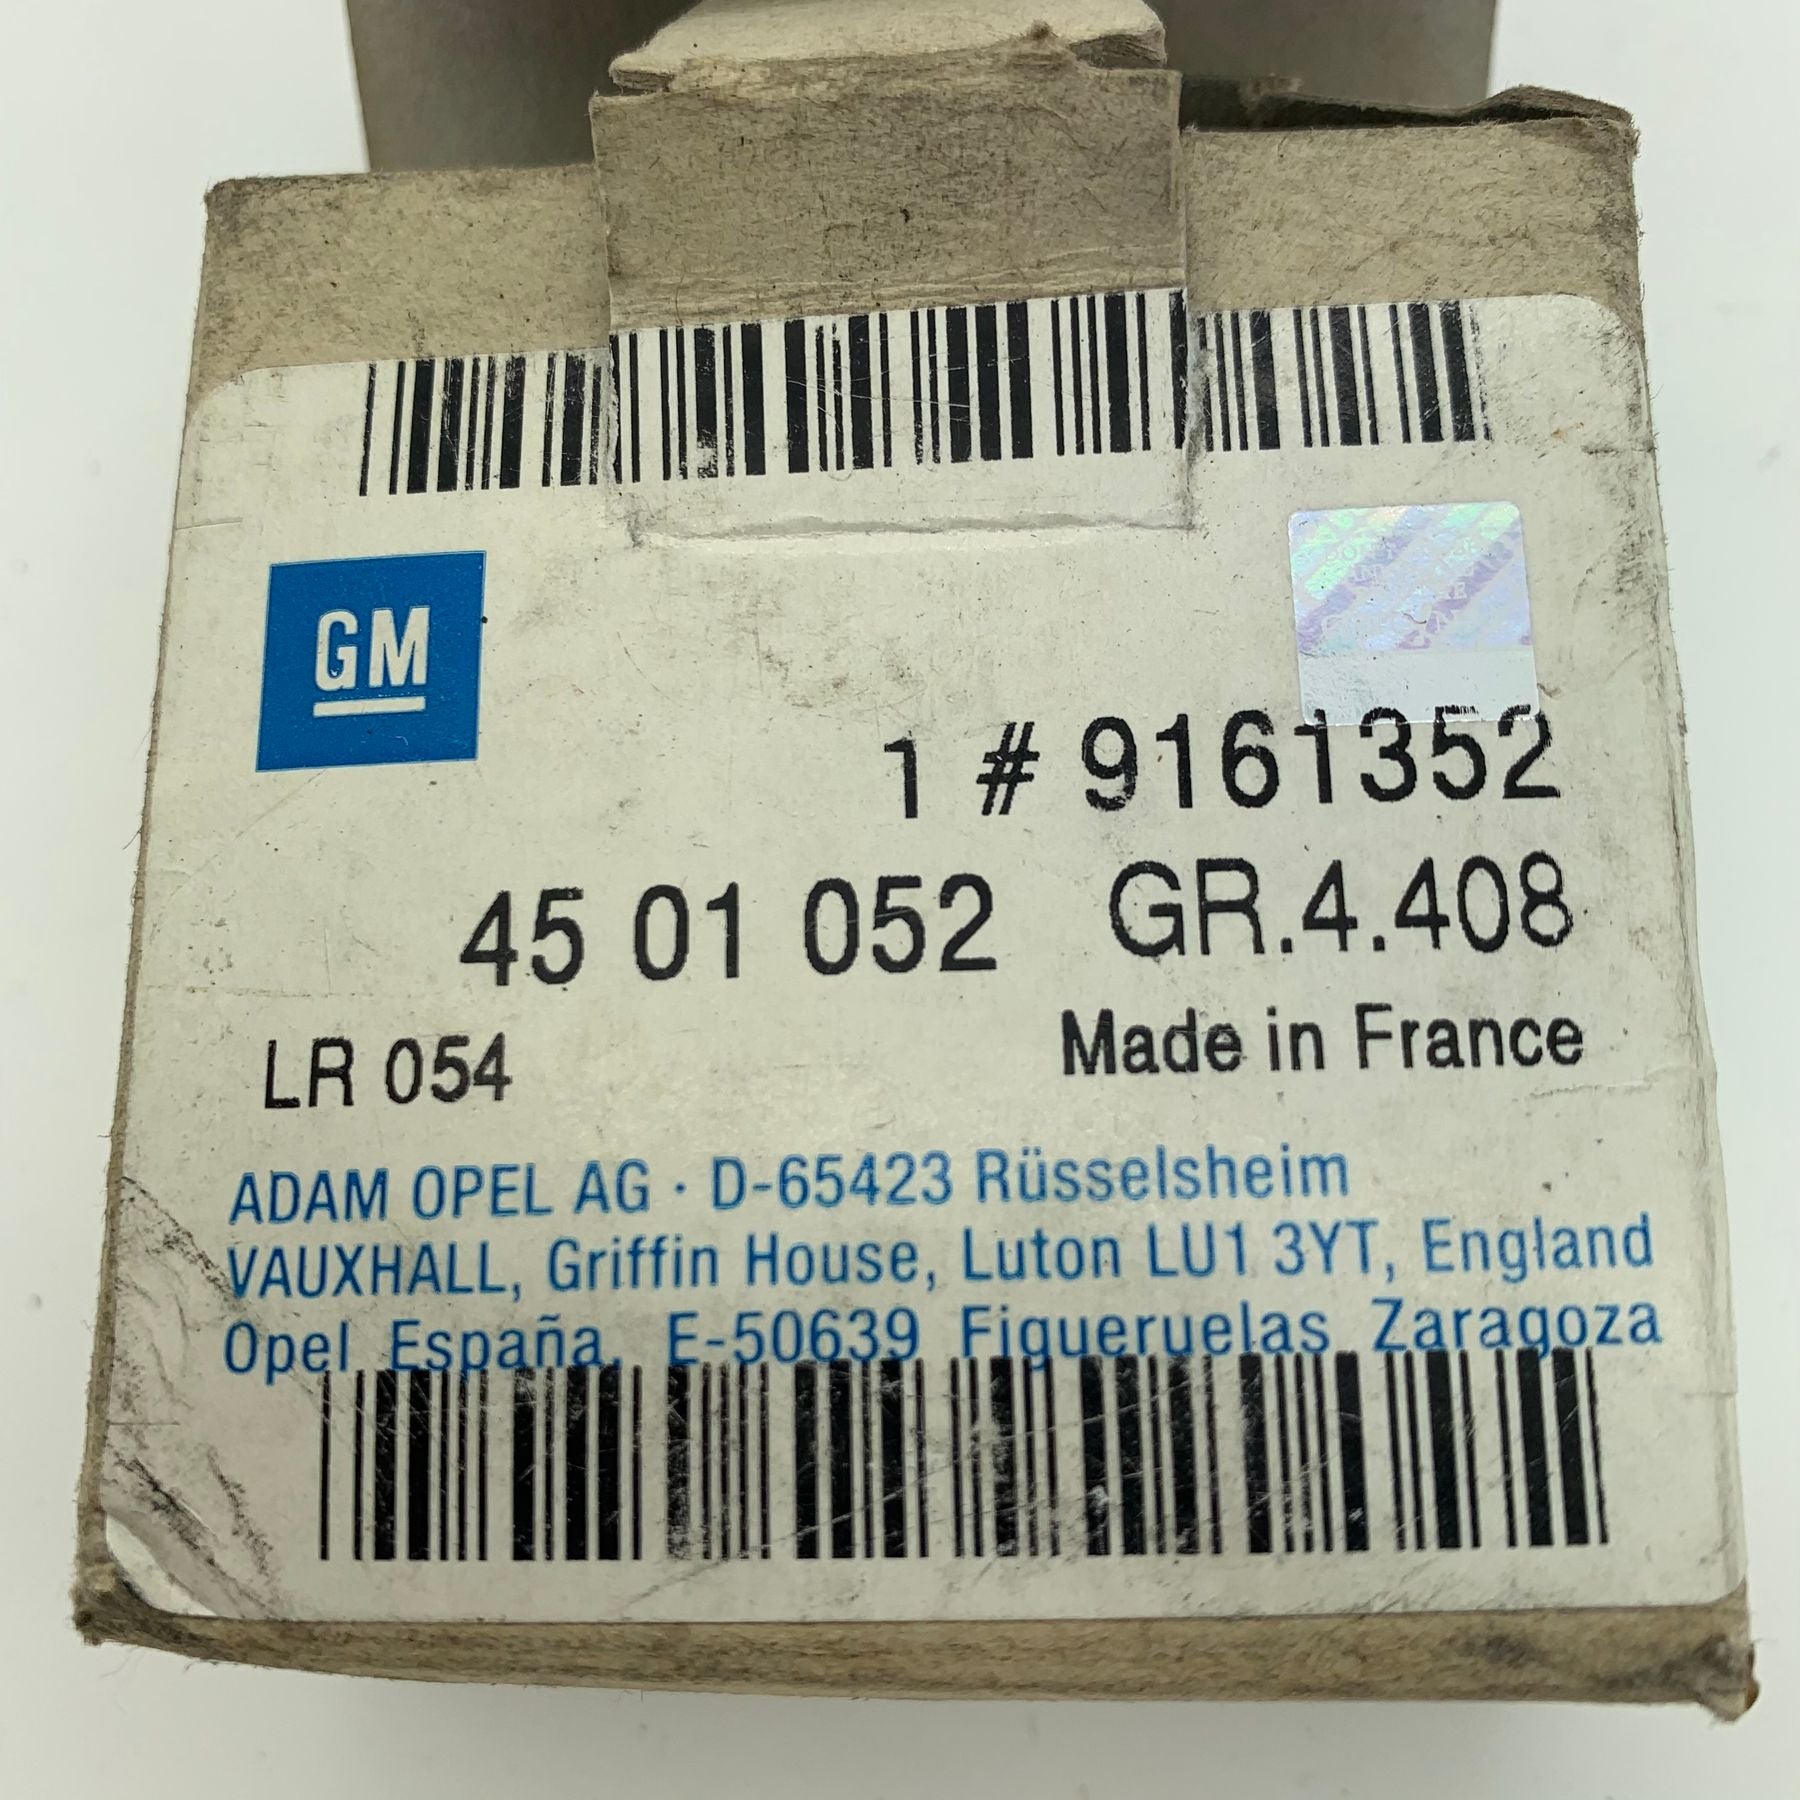 GM
1 # 9161352
45 01 052 GR.4.408
LR 054 Made in France
ADAM OPEL AG · D-65423 Rüsselsheim
VAUXHALL, Griffin House, Luton LU1 3YT, England
Opel España, E-50639 Figueruelas Zaragoza